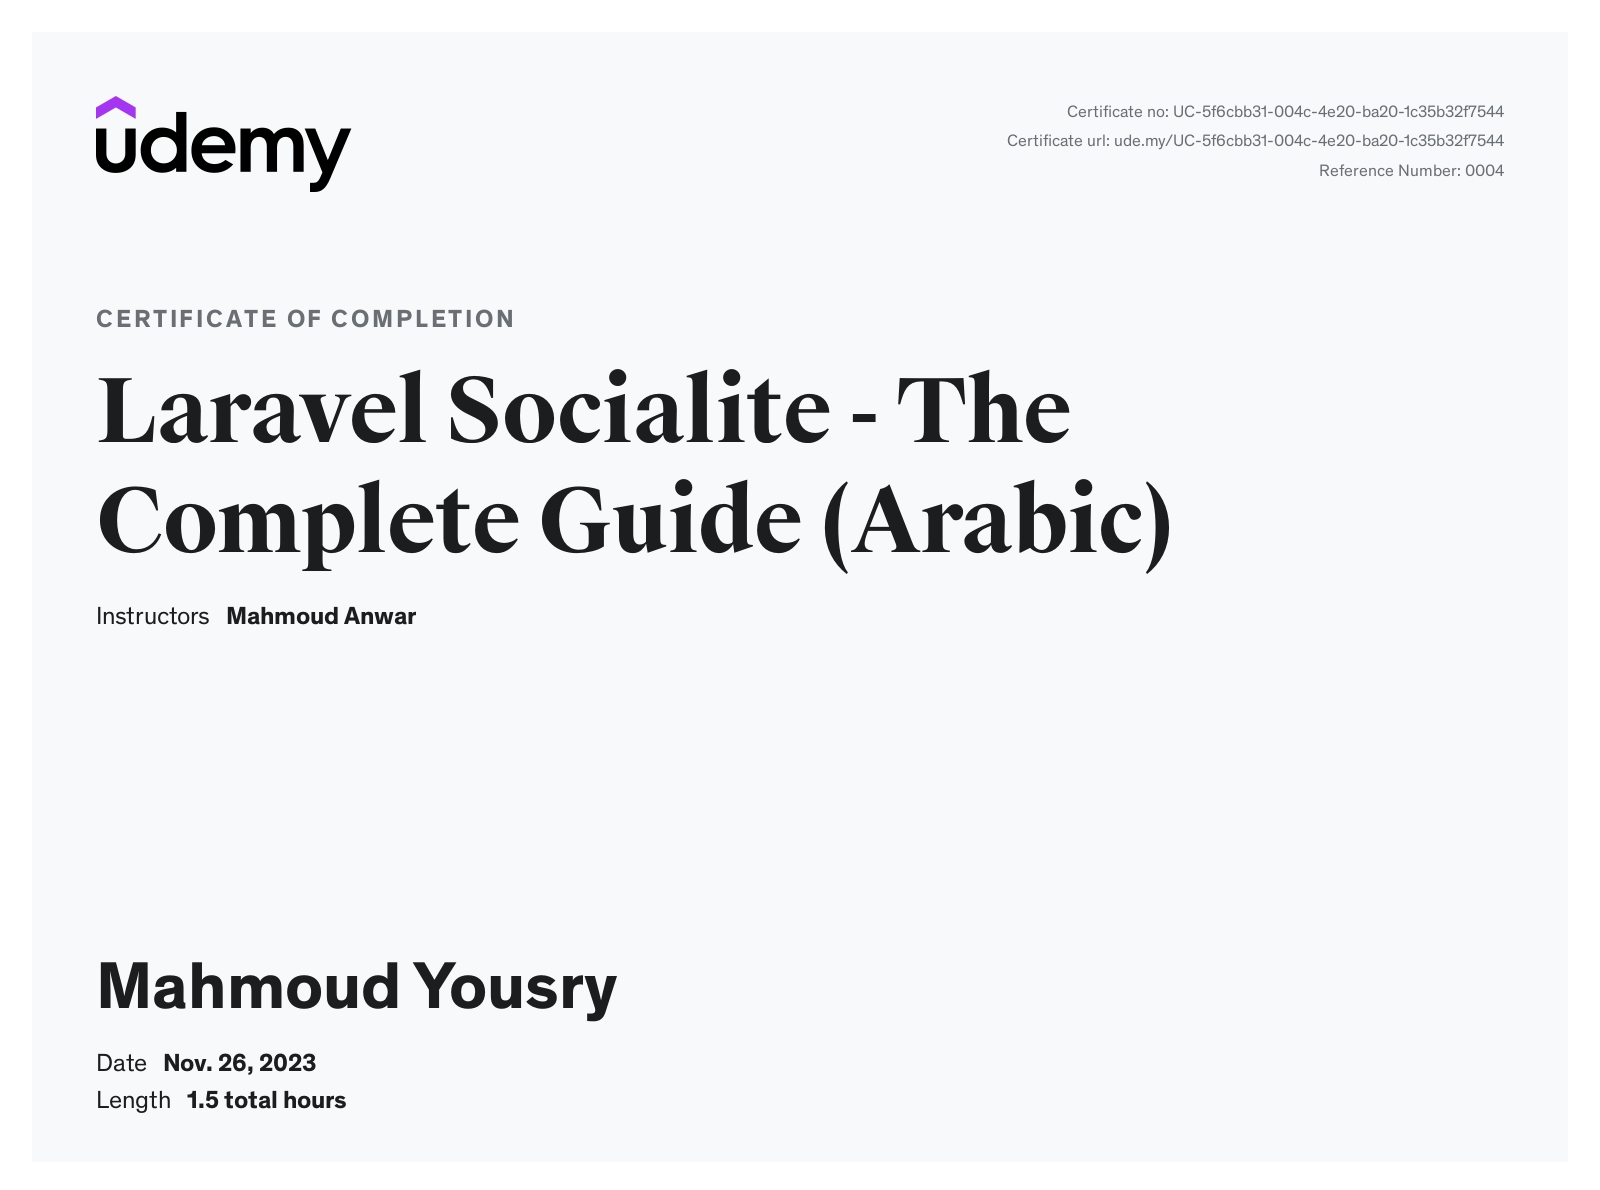 udemy
Certificate no: UC-5f6cbb31-004c-4e20-ba20-1c35b32f7544
Certificate url: ude.my/UC-5f6cbb31-004c-4e20-ba20-1c35b32f7544
Reference Number: 0004
CERTIFICATE OF COMPLETION
Laravel Socialite - The
Complete Guide (Arabic)
Instructors Mahmoud Anwar
Mahmoud Yousry
Date Nov. 26, 2023
Length 1.5 total hours